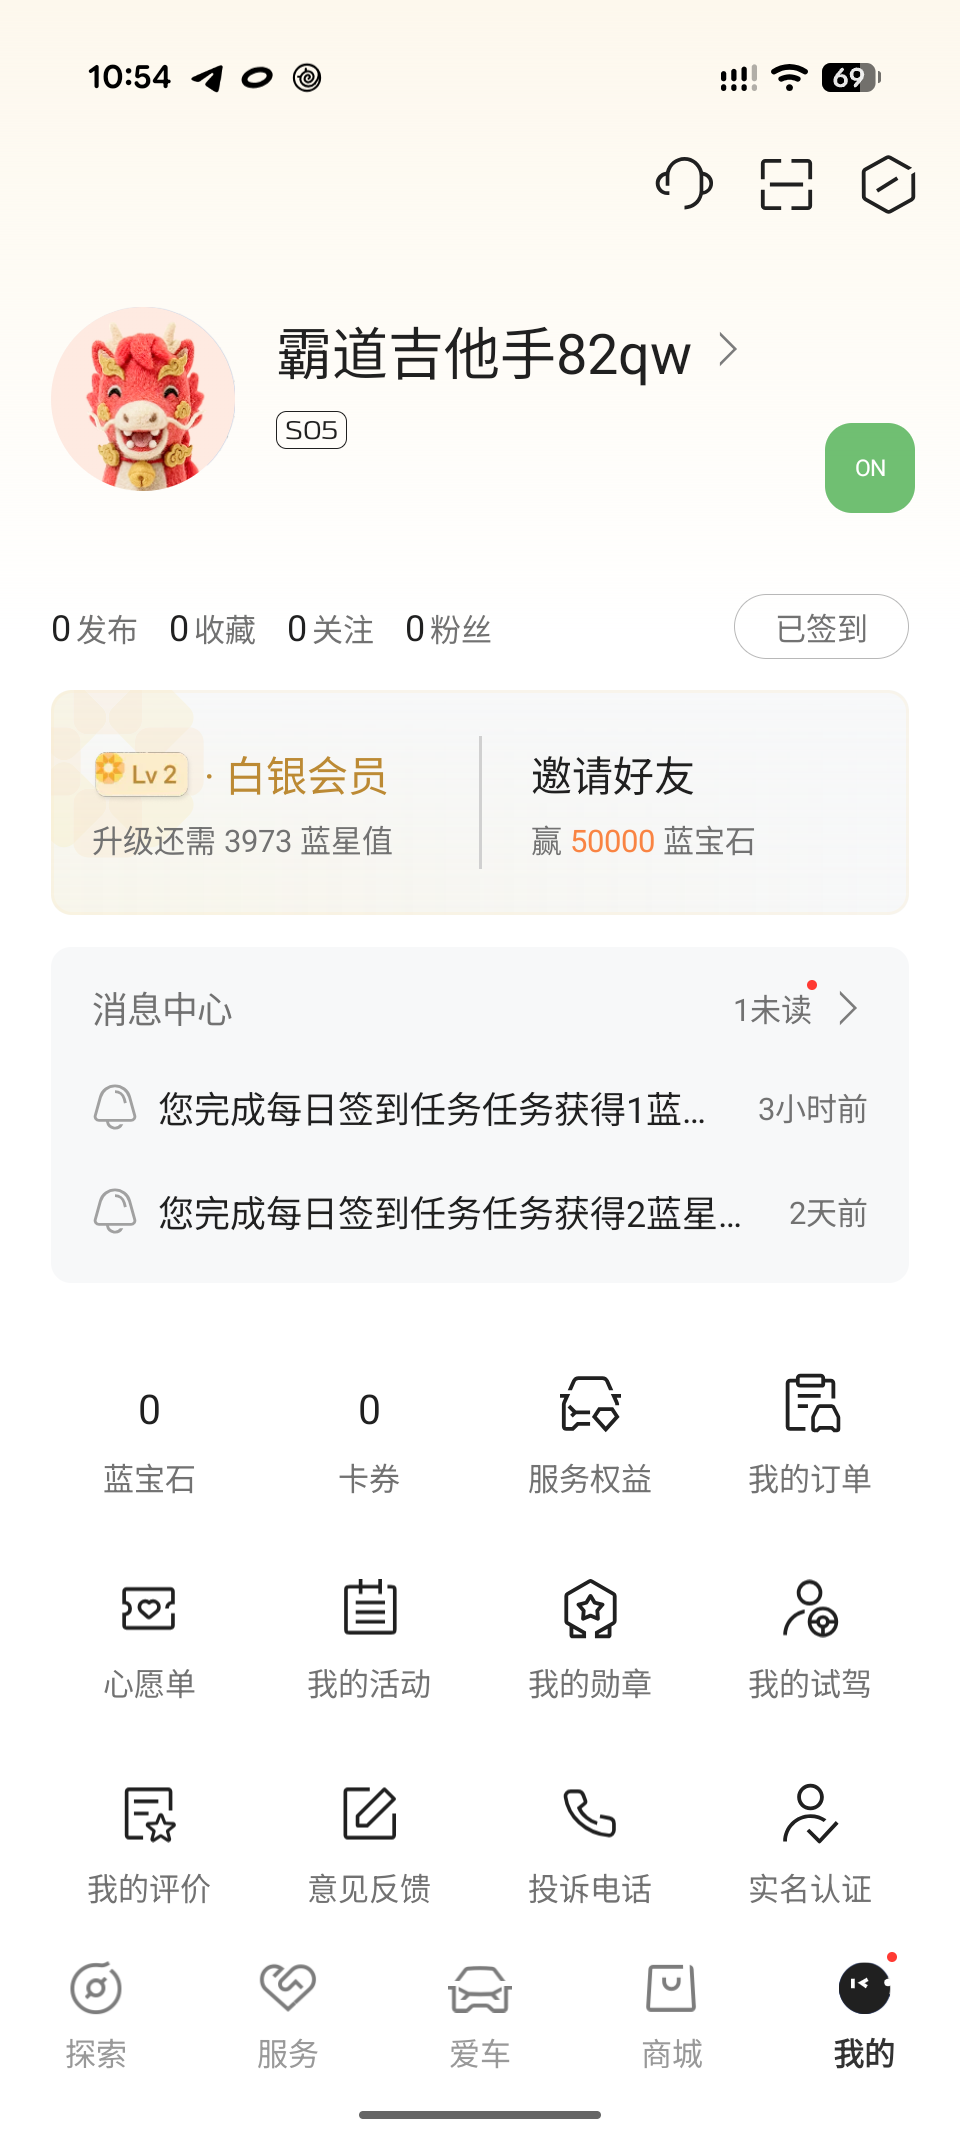 10:54
69
霸道吉他手82qw
S05
ON
0 发布 0 收藏 0 关注 0 粉丝
已签到
Lv 2 · 白银会员
升级还需 3973 蓝星值
邀请好友
赢 50000 蓝宝石
消息中心
1未读
您完成每日签到任务任务获得1蓝...
3小时前
您完成每日签到任务任务获得2蓝星...
2天前
0 0
蓝宝石 卡券 服务权益 我的订单
心愿单 我的活动 我的勋章 我的试驾
我的评价 意见反馈 投诉电话 实名认证
探索 服务 爱车 商城 我的